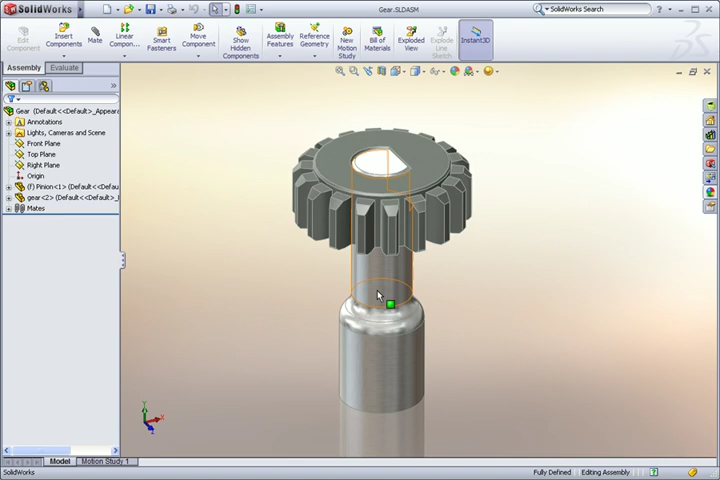 SolidWorks
Gear.SLDASM
SolidWorks Search
Edit Component
Insert Components
Mate
Linear Compon...
Smart Fasteners
Move Component
Show Hidden Components
Assembly Features
Reference Geometry
New Motion Study
Bill of Materials
Exploded View
Explode Line Sketch
Instant3D
Assembly
Evaluate
Gear (Default<<Default>_Appeara
Annotations
Lights, Cameras and Scene
Front Plane
Top Plane
Right Plane
Origin
(f) Pinion<1> (Default<<Defau
gear<2> (Default<<Default>_
Mates
Y
X
Z
Model
Motion Study 1
SolidWorks
Fully Defined
Editing Assembly